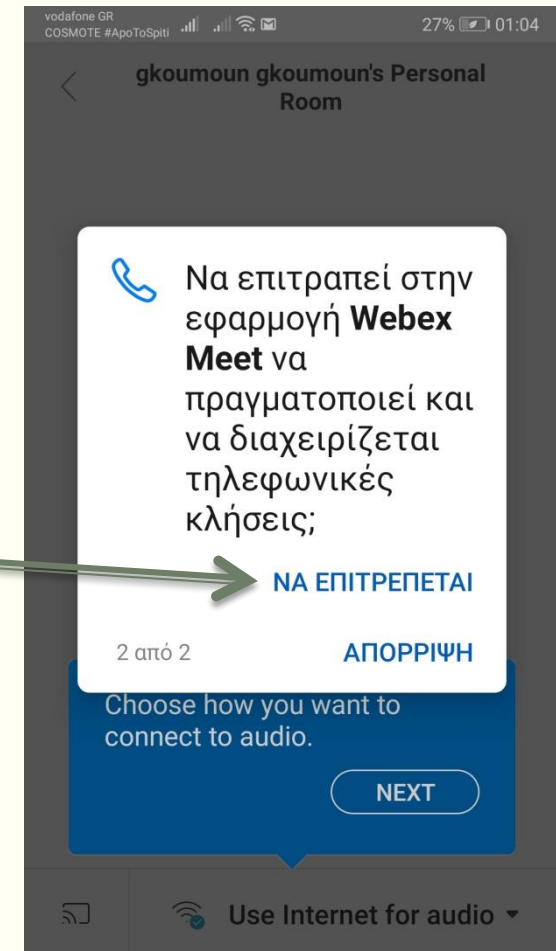 vodafone GR
COSMOTE #ApoToSpiti
27% 01:04
gkoumoun gkoumoun's Personal
Room
Να επιτραπεί στην
εφαρμογή Webex
Meet να
πραγματοποιεί και
να διαχειρίζεται
τηλεφωνικές
κλήσεις;
ΝΑ ΕΠΙΤΡΕΠΕΤΑΙ
2 από 2
ΑΠΟΡΡΙΨΗ
Choose how you want to
connect to audio.
NEXT
Use Internet for audio